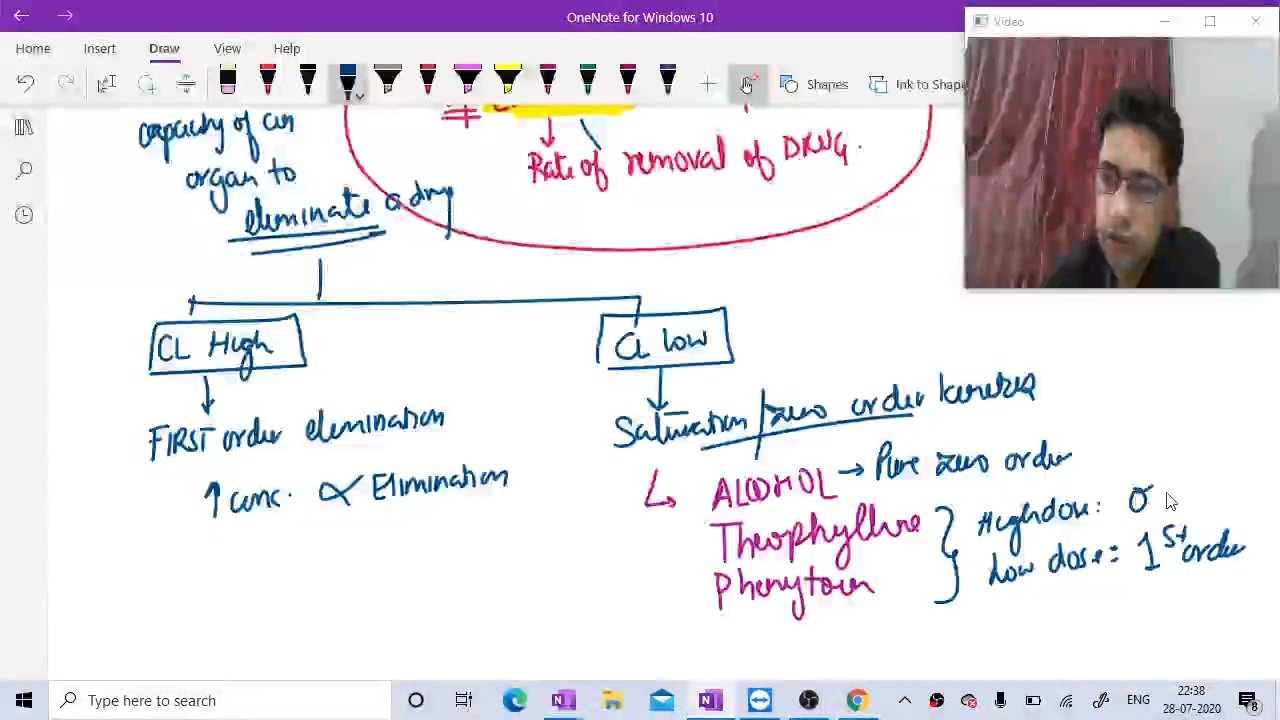 OneNote for Windows 10
Video
Home Insert Draw View Help
Shapes
Ink to Shape
capacity of an
organ to
eliminate a drug
Rate of removal of DRUG.
CL High
CL low
FIRST order elimination
↑ conc. ∝ Elimination
Saturation/zero order kinetics
↳ ALCOHOL → Pure zero order
Theophylline
Phenytoin
High dose: 0
low dose: 1st order
Type here to search
ENG
22:38
28-07-2020
8